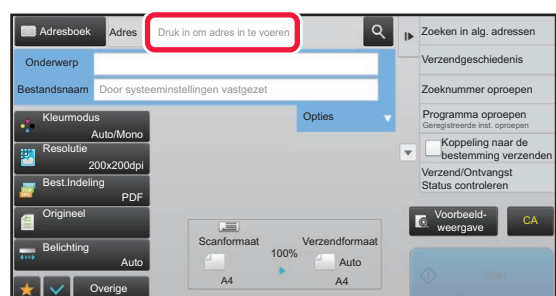 Adresboek
Adres
Druk in om adres in te voeren
Onderwerp
Bestandsnaam
Door systeeminstellingen vastgezet
Opties
Kleurmodus
Auto/Mono
Resolutie
200x200dpi
Best.Indeling
PDF
Origineel
Belichting
Auto
Overige
Scanformaat
A4
100%
Verzendformaat
Auto
A4
Zoeken in alg. adressen
Verzendgeschiedenis
Zoeknummer oproepen
Programma oproepen
Geregistreerde inst. oproepen
Koppeling naar de
bestemming verzenden
Verzend/Ontvangst
Status controleren
Voorbeeld-
weergave
CA
Start